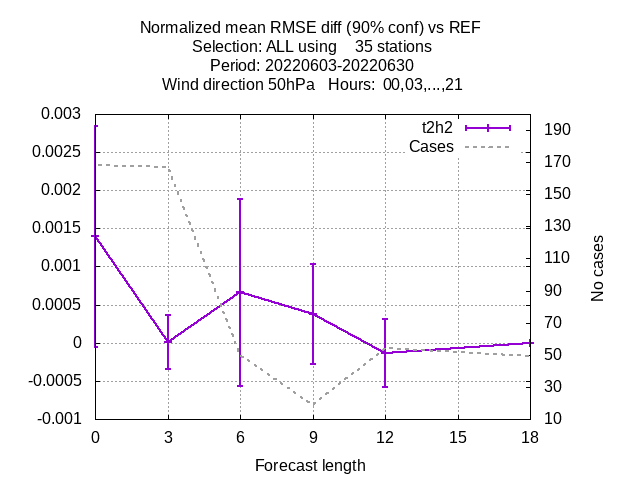 Normalized mean RMSE diff (90% conf) vs REF
Selection: ALL using    35 stations
Period: 20220603-20220630
Wind direction 50hPa   Hours:  00,03,...,21
t2h2
Cases
0.003
0.0025
0.002
0.0015
0.001
0.0005
0
-0.0005
-0.001
190
170
150
130
110
90
70
50
30
10
No cases
0 3 6 9 12 15 18
Forecast length